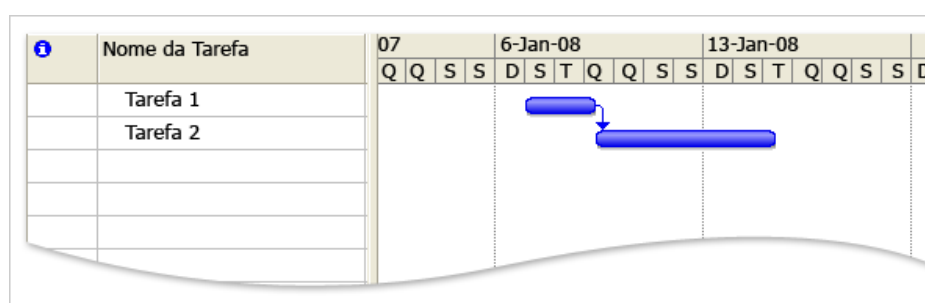 Nome da Tarefa 07 6-Jan-08 13-Jan-08
Q Q S S D S T Q Q S S D S T Q Q S S D
Tarefa 1
Tarefa 2